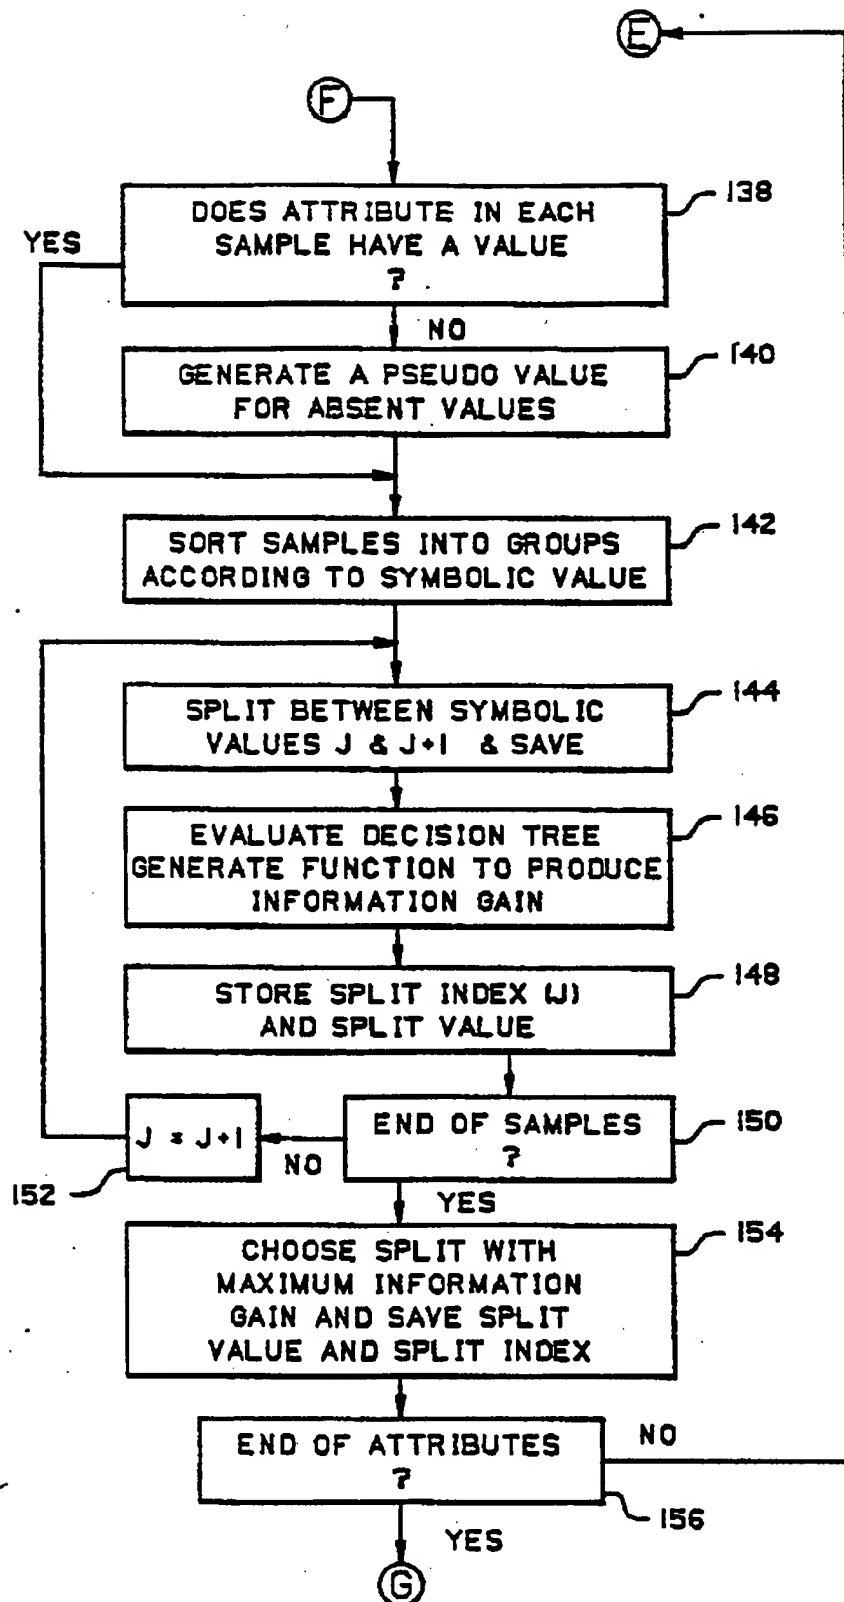 E
F
DOES ATTRIBUTE IN EACH
SAMPLE HAVE A VALUE
?
138
YES
NO
GENERATE A PSEUDO VALUE
FOR ABSENT VALUES
140
SORT SAMPLES INTO GROUPS
ACCORDING TO SYMBOLIC VALUE
142
SPLIT BETWEEN SYMBOLIC
VALUES J & J+1 & SAVE
144
EVALUATE DECISION TREE
GENERATE FUNCTION TO PRODUCE
INFORMATION GAIN
146
STORE SPLIT INDEX (J)
AND SPLIT VALUE
148
END OF SAMPLES
?
150
J = J+1
NO
152
YES
CHOOSE SPLIT WITH
MAXIMUM INFORMATION
GAIN AND SAVE SPLIT
VALUE AND SPLIT INDEX
154
END OF ATTRIBUTES
?
NO
156
YES
G